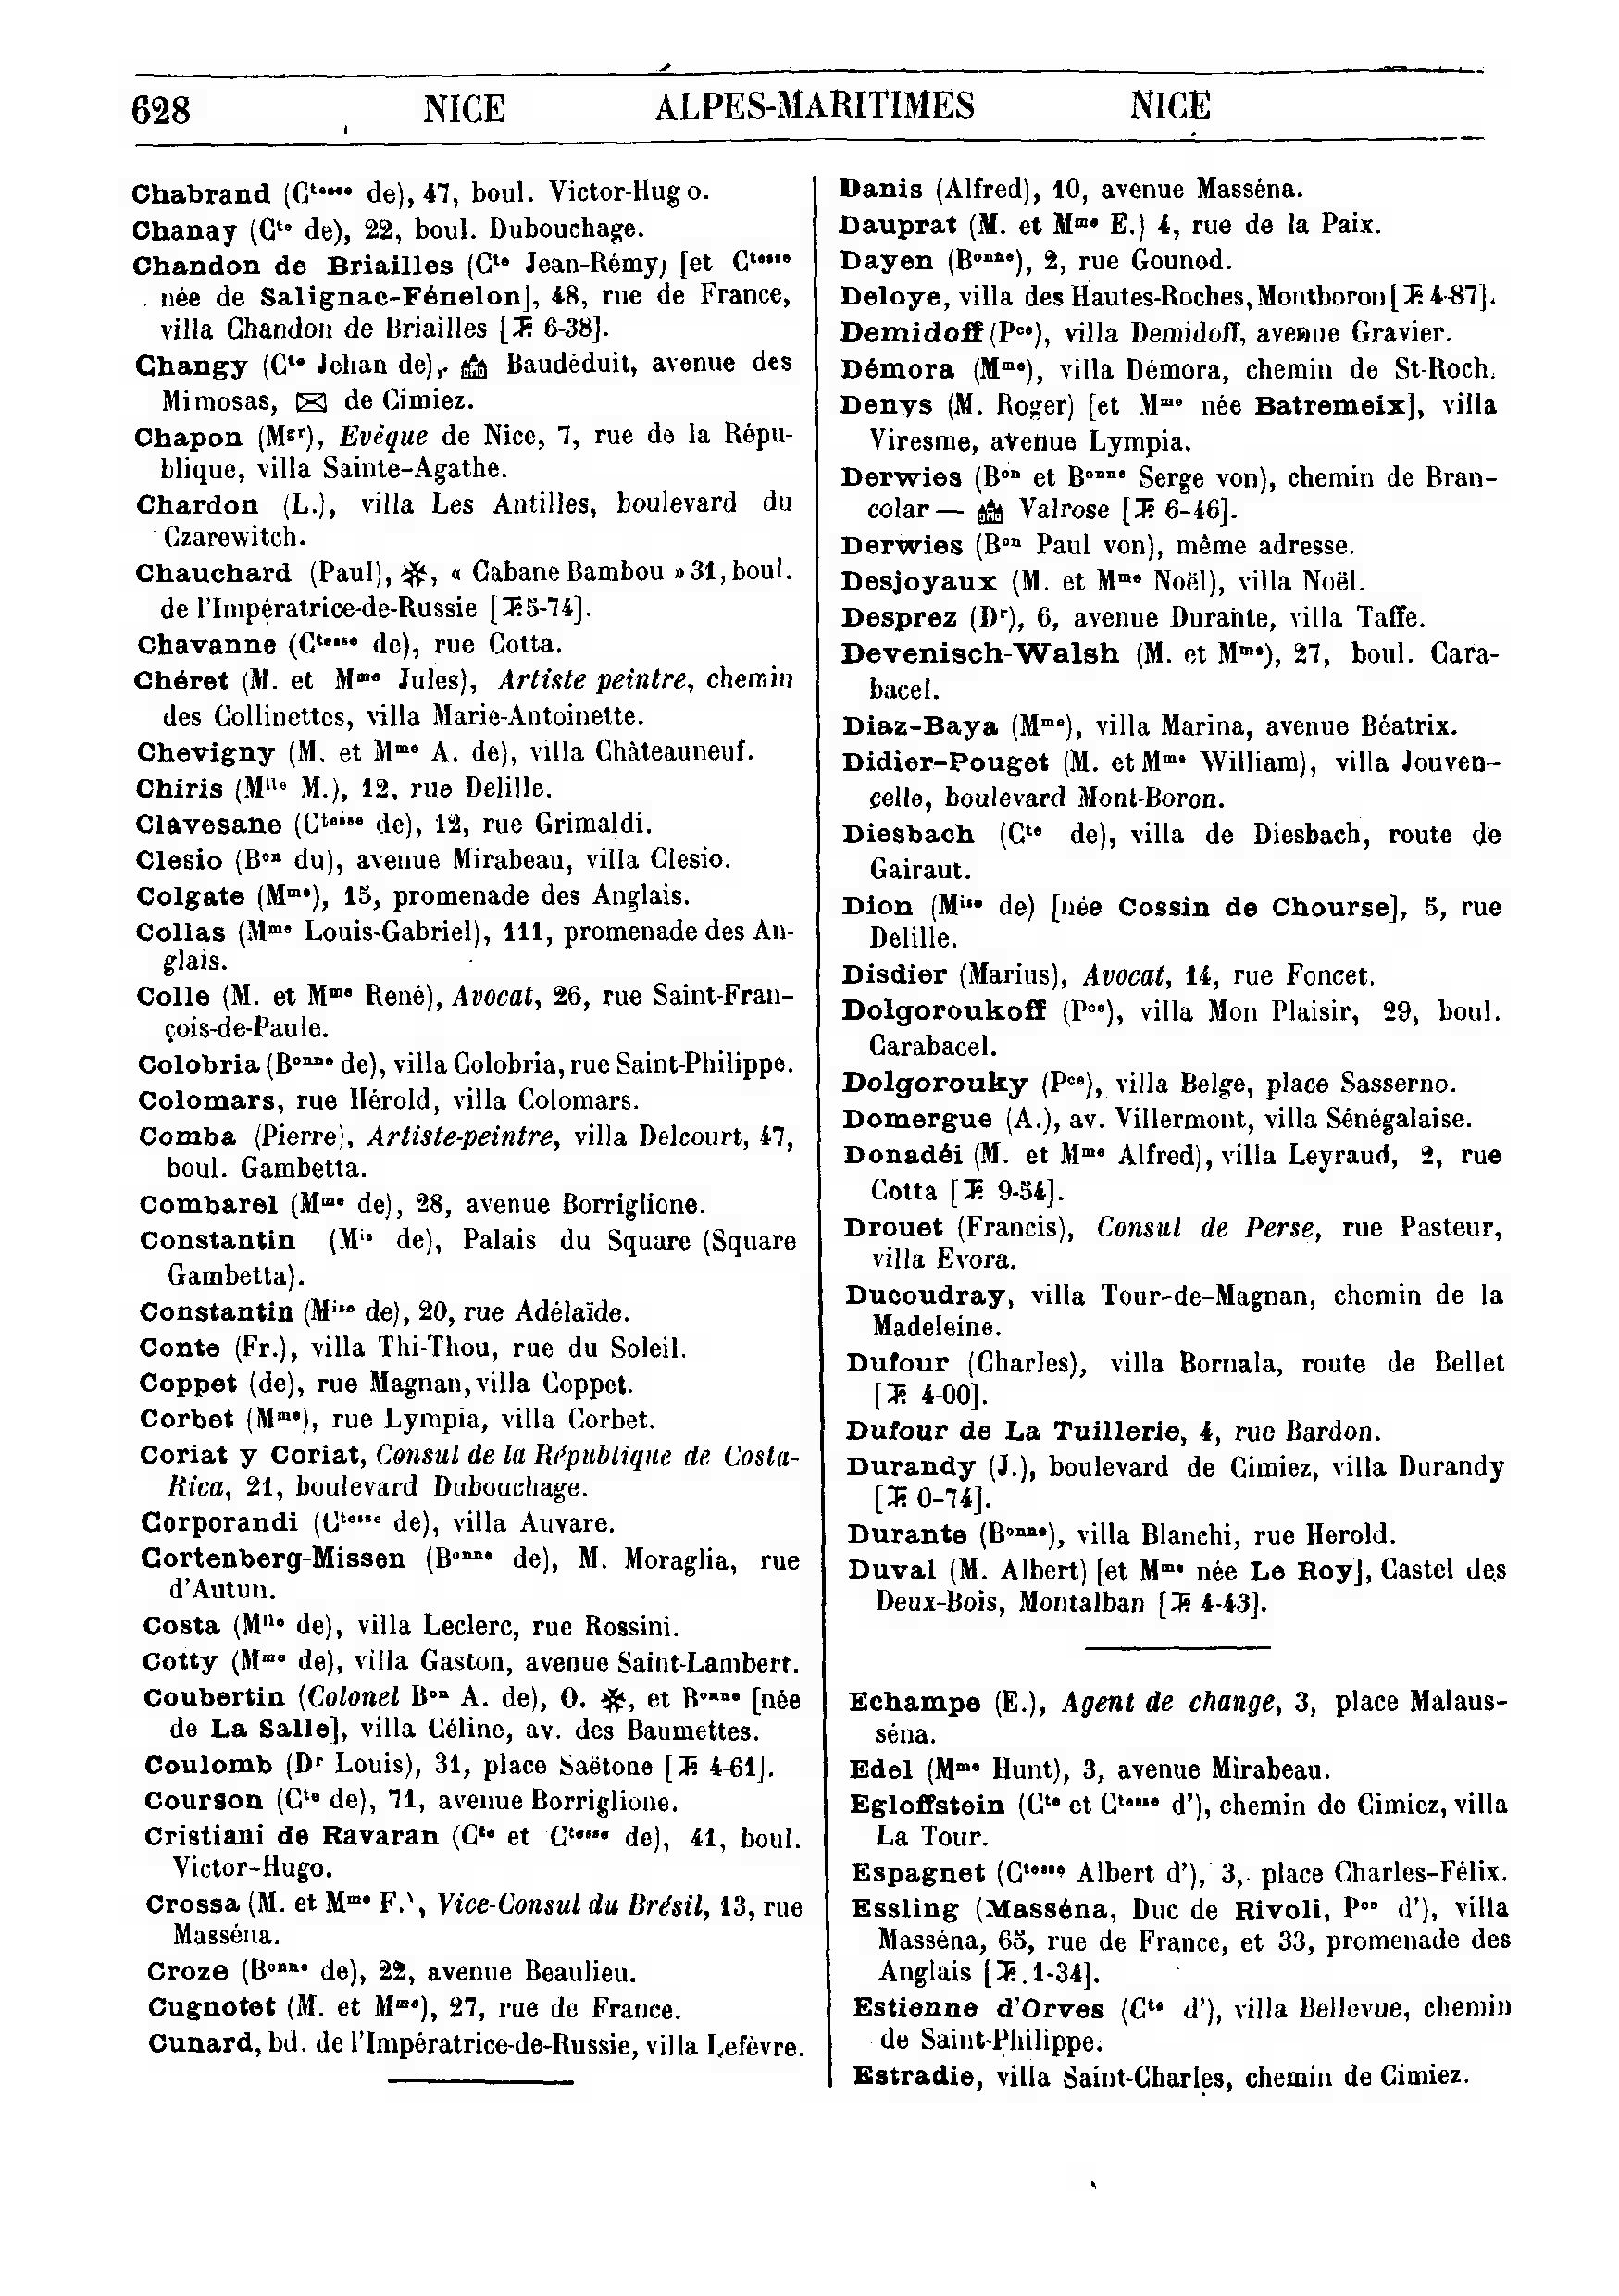 628 NICE ALPES-MARITIMES NICE
Chabrand (Ctesse de), 47, boul. Victor-Hugo.
Chanay (Cte de), 22, boul. Dubouchage.
Chandon de Briailles (Cte Jean-Rémy) [et Ctesse
née de Salignac-Fénelon], 48, rue de France,
villa Chandon de Briailles [Te 6-38].
Changy (Cte Jehan de), Baudéduit, avenue des
Mimosas, de Cimiez.
Chapon (Mgr), Evêque de Nice, 7, rue de la Répu-
blique, villa Sainte-Agathe.
Chardon (L.), villa Les Antilles, boulevard du
Czarewitch.
Chauchard (Paul), ✻, « Cabane Bambou » 31, boul.
de l'Impératrice-de-Russie [Te 5-74].
Chavanne (Ctesse de), rue Cotta.
Chéret (M. et Mme Jules), Artiste peintre, chemin
des Collinettes, villa Marie-Antoinette.
Chevigny (M. et Mme A. de), villa Châteauneuf.
Chiris (Mlle M.), 12, rue Delille.
Clavesane (Ctesse de), 12, rue Grimaldi.
Clesio (Bon du), avenue Mirabeau, villa Clesio.
Colgate (Mme), 15, promenade des Anglais.
Collas (Mme Louis-Gabriel), 111, promenade des An-
glais.
Colle (M. et Mme René), Avocat, 26, rue Saint-Fran-
çois-de-Paule.
Colobria (Bonne de), villa Colobria, rue Saint-Philippe.
Colomars, rue Hérold, villa Colomars.
Comba (Pierre), Artiste-peintre, villa Delcourt, 47,
boul. Gambetta.
Combarel (Mme de), 28, avenue Borriglione.
Constantin (Mis de), Palais du Square (Square
Gambetta).
Constantin (Mise de), 20, rue Adélaïde.
Conte (Fr.), villa Thi-Thou, rue du Soleil.
Coppet (de), rue Magnan, villa Coppet.
Corbet (Mme), rue Lympia, villa Corbet.
Coriat y Coriat, Consul de la République de Costa-
Rica, 21, boulevard Dubouchage.
Corporandi (Ctesse de), villa Auvare.
Cortenberg-Missen (Bonne de), M. Moraglia, rue
d'Autun.
Costa (Mlle de), villa Leclerc, rue Rossini.
Cotty (Mme de), villa Gaston, avenue Saint-Lambert.
Coubertin (Colonel Bon A. de), O. ✻, et Bonne [née
de La Salle], villa Céline, av. des Baumettes.
Coulomb (Dr Louis), 31, place Saëtone [Te 4-61].
Courson (Cte de), 71, avenue Borriglione.
Cristiani de Ravaran (Cte et Ctesse de), 41, boul.
Victor-Hugo.
Crossa (M. et Mme F.), Vice-Consul du Brésil, 13, rue
Masséna.
Croze (Bonne de), 22, avenue Beaulieu.
Cugnotet (M. et Mme), 27, rue de France.
Cunard, bd. de l'Impératrice-de-Russie, villa Lefèvre.
Danis (Alfred), 10, avenue Masséna.
Dauprat (M. et Mme E.) 4, rue de la Paix.
Dayen (Bonne), 2, rue Gounod.
Deloye, villa des Hautes-Roches, Montboron [Te 4-87].
Demidoff (Pce), villa Demidoff, avenue Gravier.
Démora (Mme), villa Démora, chemin de St-Roch.
Denys (M. Roger) [et Mme née Batremeix], villa
Viresme, avenue Lympia.
Derwies (Bon et Bonne Serge von), chemin de Bran-
colar — Valrose [Te 6-46].
Derwies (Bon Paul von), même adresse.
Desjoyaux (M. et Mme Noël), villa Noël.
Desprez (Dr), 6, avenue Durante, villa Taffe.
Devenisch-Walsh (M. et Mme), 27, boul. Cara-
bacel.
Diaz-Baya (Mme), villa Marina, avenue Béatrix.
Didier-Pouget (M. et Mme William), villa Jouven-
celle, boulevard Mont-Boron.
Diesbach (Cte de), villa de Diesbach, route de
Gairaut.
Dion (Mise de) [née Cossin de Chourse], 5, rue
Delille.
Disdier (Marius), Avocat, 14, rue Foncet.
Dolgoroukoff (Pce), villa Mon Plaisir, 29, boul.
Carabacel.
Dolgorouky (Pce), villa Belge, place Sasserno.
Domergue (A.), av. Villermont, villa Sénégalaise.
Donadéi (M. et Mme Alfred), villa Leyraud, 2, rue
Cotta [Te 9-54].
Drouet (Francis), Consul de Perse, rue Pasteur,
villa Evora.
Ducoudray, villa Tour-de-Magnan, chemin de la
Madeleine.
Dufour (Charles), villa Bornala, route de Bellet
[Te 4-00].
Dufour de La Tuillerie, 4, rue Bardon.
Durandy (J.), boulevard de Cimiez, villa Durandy
[Te 0-74].
Durante (Bonne), villa Blanchi, rue Herold.
Duval (M. Albert) [et Mme née Le Roy], Castel des
Deux-Bois, Montalban [Te 4-43].
Echampe (E.), Agent de change, 3, place Malaus-
séna.
Edel (Mme Hunt), 3, avenue Mirabeau.
Egloffstein (Cte et Ctesse d'), chemin de Cimiez, villa
La Tour.
Espagnet (Ctesse Albert d'), 3, place Charles-Félix.
Essling (Masséna, Duc de Rivoli, Pce d'), villa
Masséna, 65, rue de France, et 33, promenade des
Anglais [Te 1-34].
Estienne d'Orves (Cte d'), villa Bellevue, chemin
de Saint-Philippe.
Estradie, villa Saint-Charles, chemin de Cimiez.